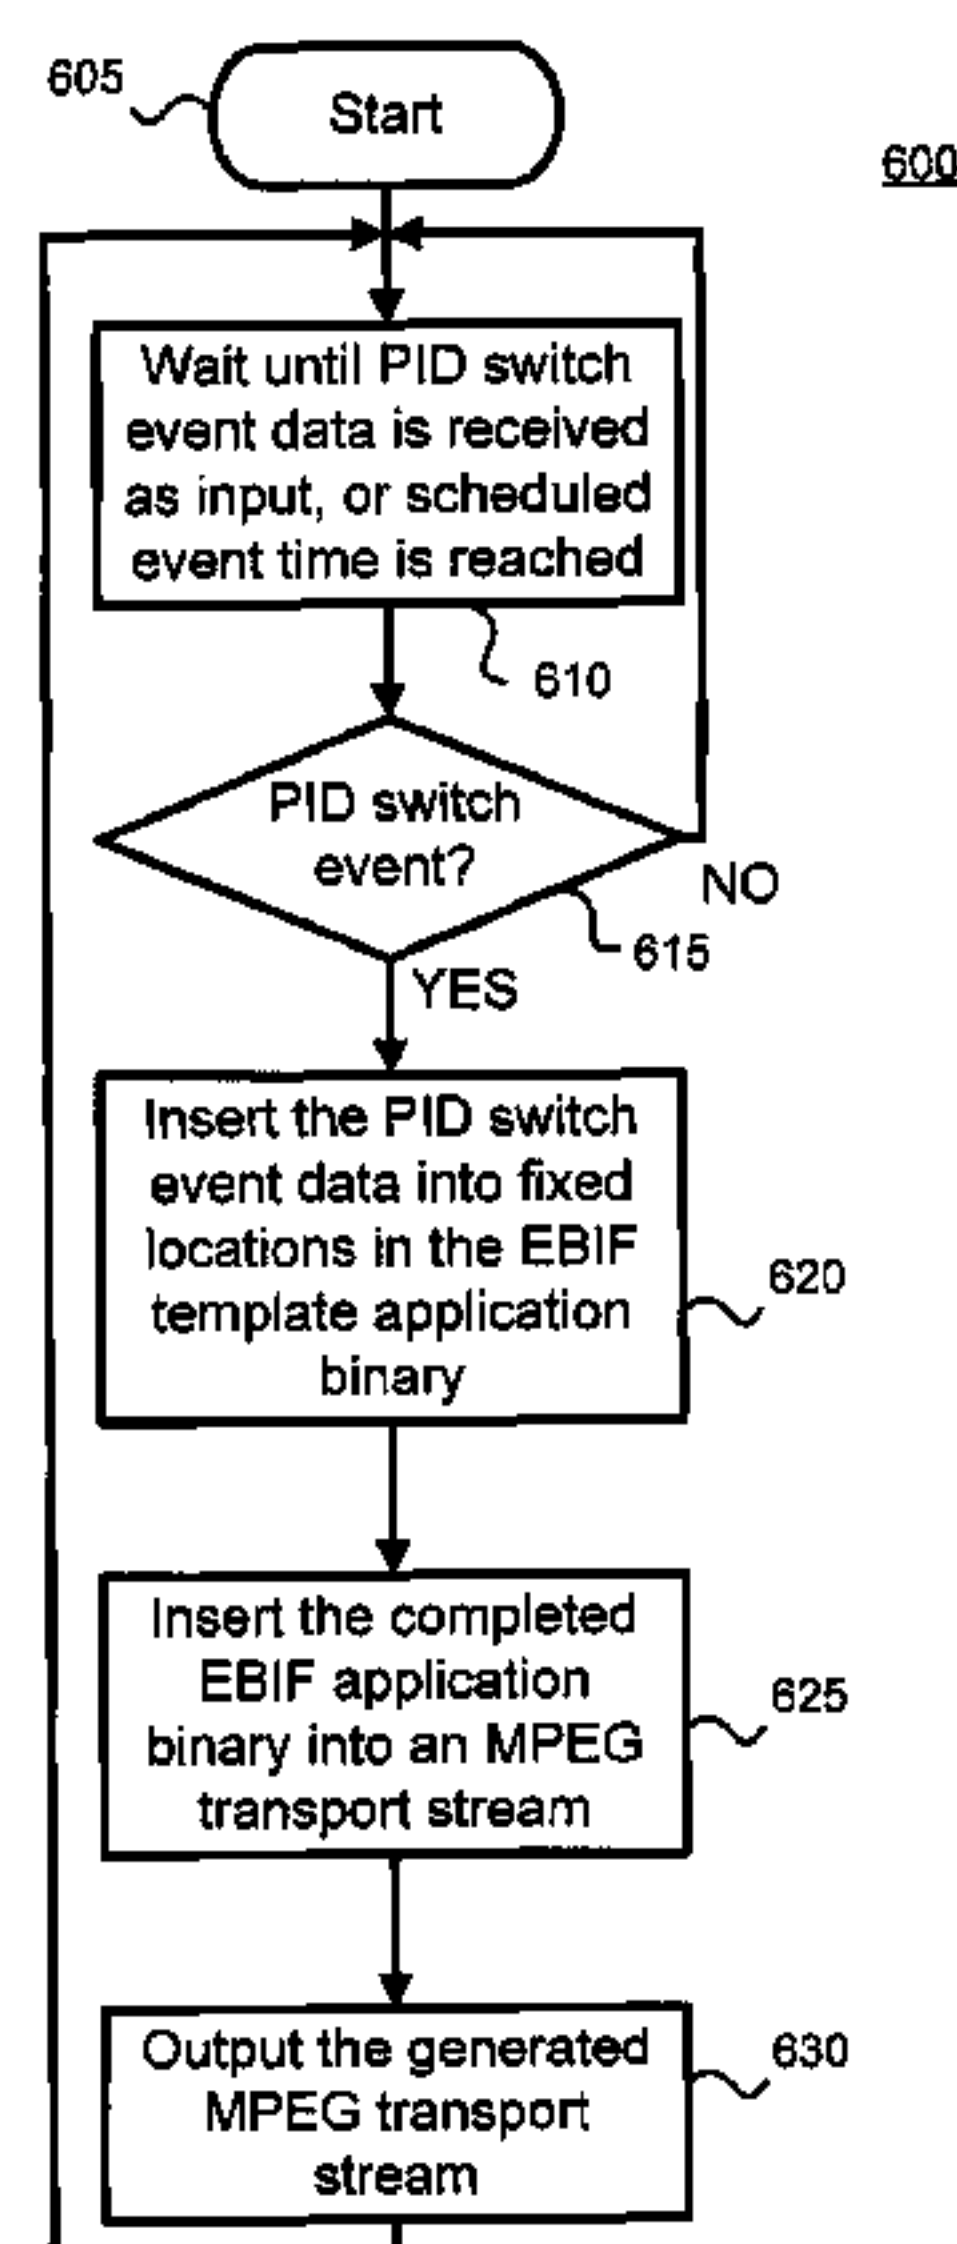 605
Start
600
Wait until PID switch
event data is received
as input, or scheduled
event time is reached
610
PID switch
event?
NO
615
YES
Insert the PID switch
event data into fixed
locations in the EBIF
template application
binary
620
Insert the completed
EBIF application
binary into an MPEG
transport stream
625
Output the generated
MPEG transport
stream
630